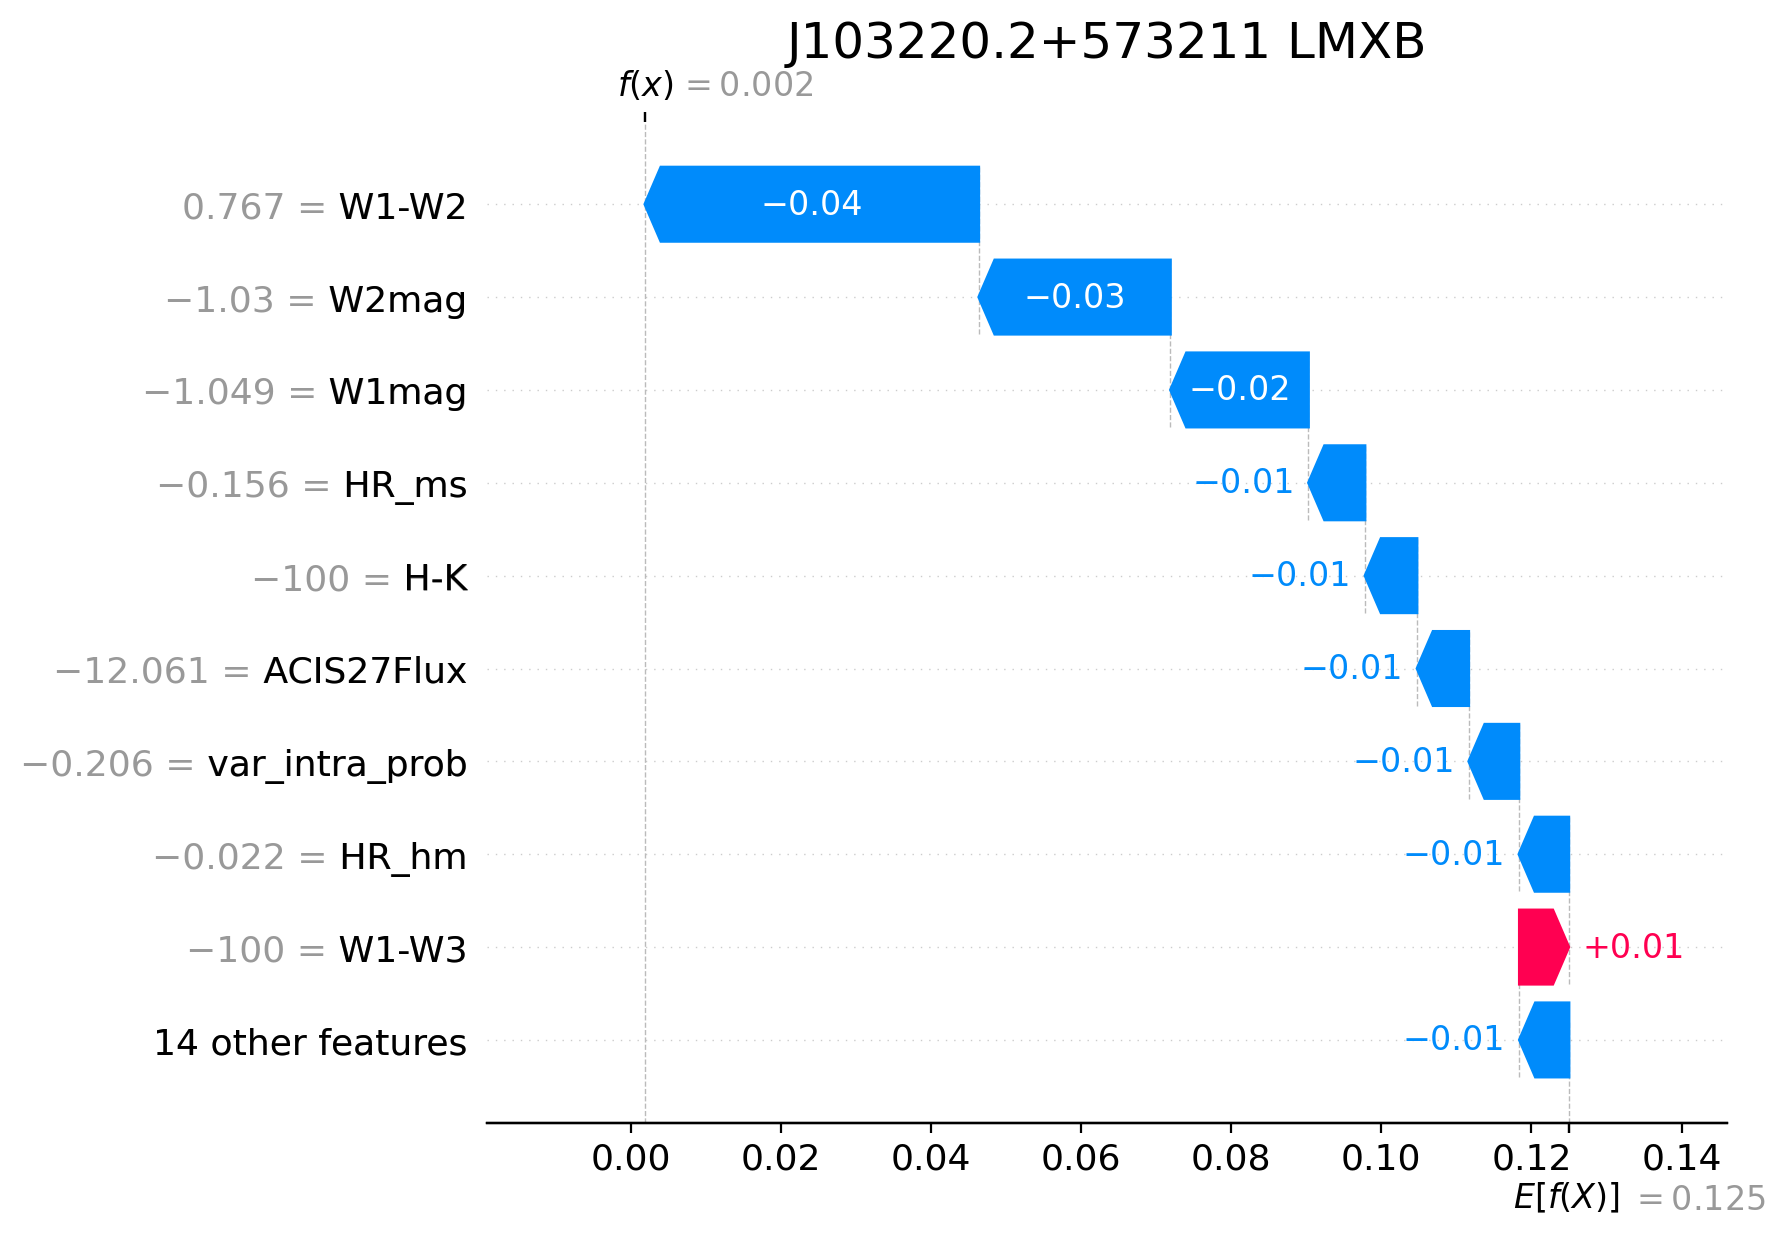 J103220.2+573211 LMXB
f(x) = 0.002
0.767 = W1-W2
−0.04
−1.03 = W2mag
−0.03
−1.049 = W1mag
−0.02
−0.156 = HR_ms
−0.01
−100 = H-K
−0.01
−12.061 = ACIS27Flux
−0.01
−0.206 = var_intra_prob
−0.01
−0.022 = HR_hm
−0.01
−100 = W1-W3
+0.01
14 other features
−0.01
0.00 0.02 0.04 0.06 0.08 0.10 0.12 0.14
E[f(X)] = 0.125